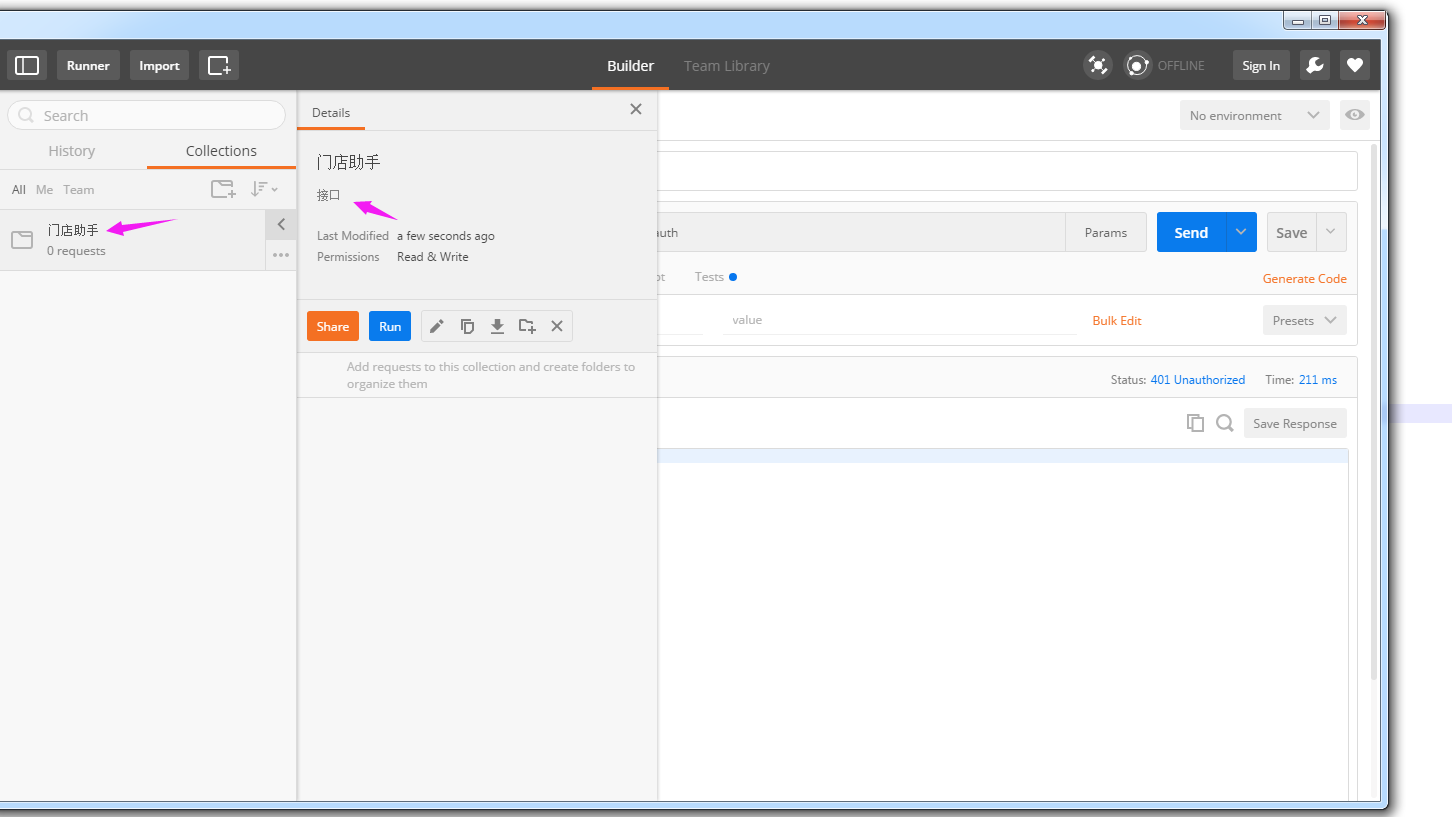 Runner Import Builder Team Library OFFLINE Sign In
Search
History Collections
All Me Team
门店助手
0 requests
Details
门店助手
接口
Last Modified a few seconds ago
Permissions Read & Write
Share Run
Add requests to this collection and create folders to
organize them
No environment
auth Params Send Save
Tests Generate Code
value Bulk Edit Presets
Status: 401 Unauthorized Time: 211 ms
Save Response